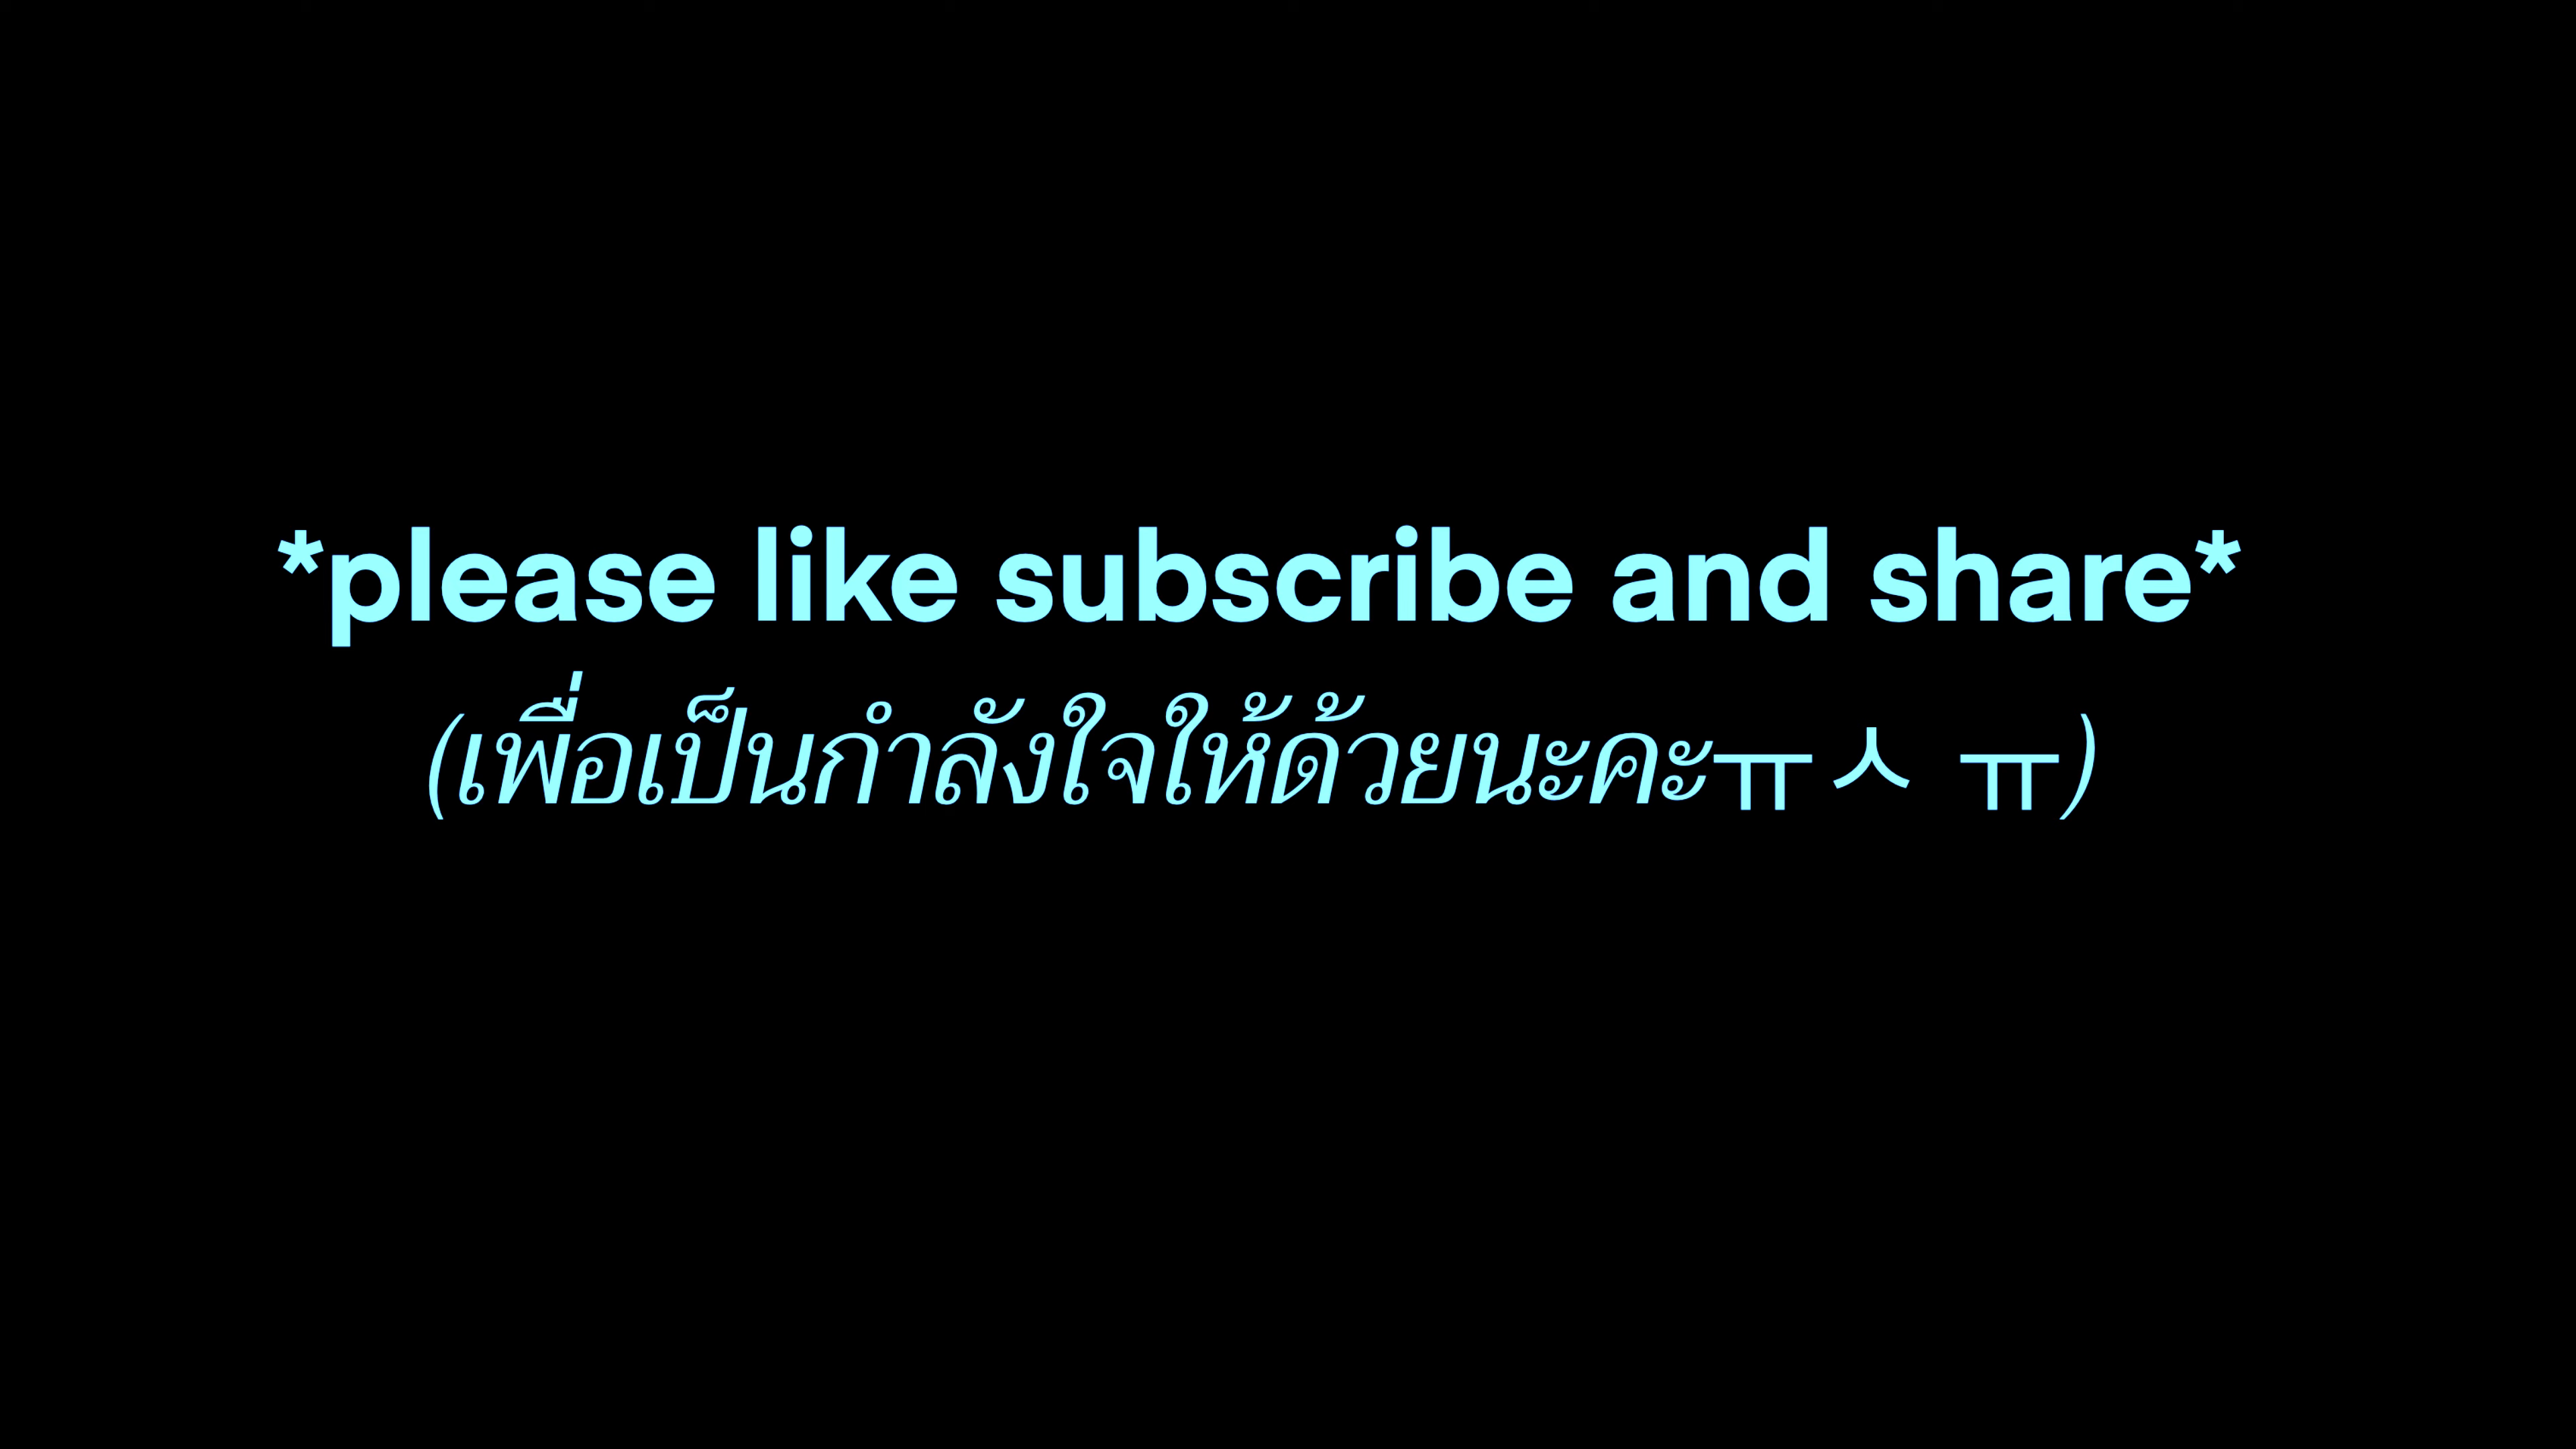 *please like subscribe and share*
(เพื่อเป็นกำลังใจให้ด้วยนะคะㅠㅅ ㅠ)